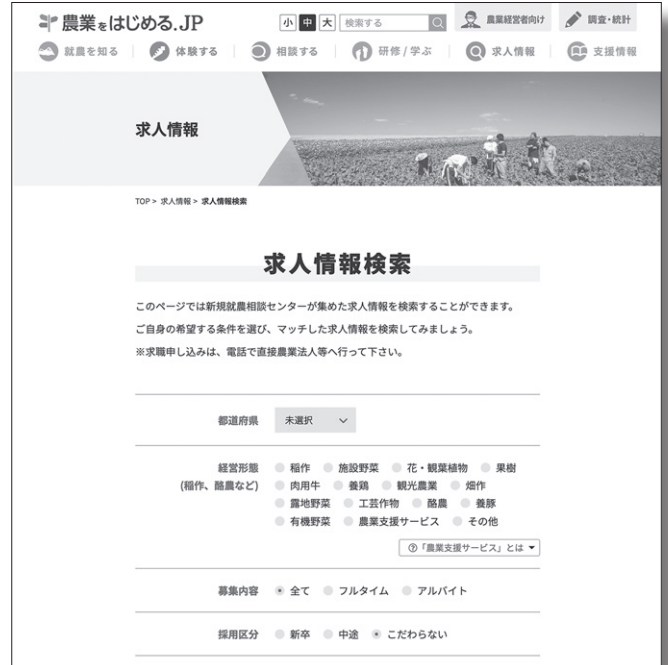 農業をはじめる.JP
小 中 大 検索する 農業経営者向け 調査・統計
就農を知る 体験する 相談する 研修/学ぶ 求人情報 支援情報
求人情報
TOP > 求人情報 > 求人情報検索
求人情報検索
このページでは新規就農相談センターが集めた求人情報を検索することができます。
ご自身の希望する条件を選び、マッチした求人情報を検索してみましょう。
※求職申し込みは、電話で直接農業法人等へ行って下さい。
都道府県 未選択
経営形態 稲作 施設野菜 花・観葉植物 果樹
(稲作、酪農など) 肉用牛 養鶏 観光農業 畑作
露地野菜 工芸作物 酪農 養豚
有機野菜 農業支援サービス その他
?「農業支援サービス」とは
募集内容 全て フルタイム アルバイト
採用区分 新卒 中途 こだわらない